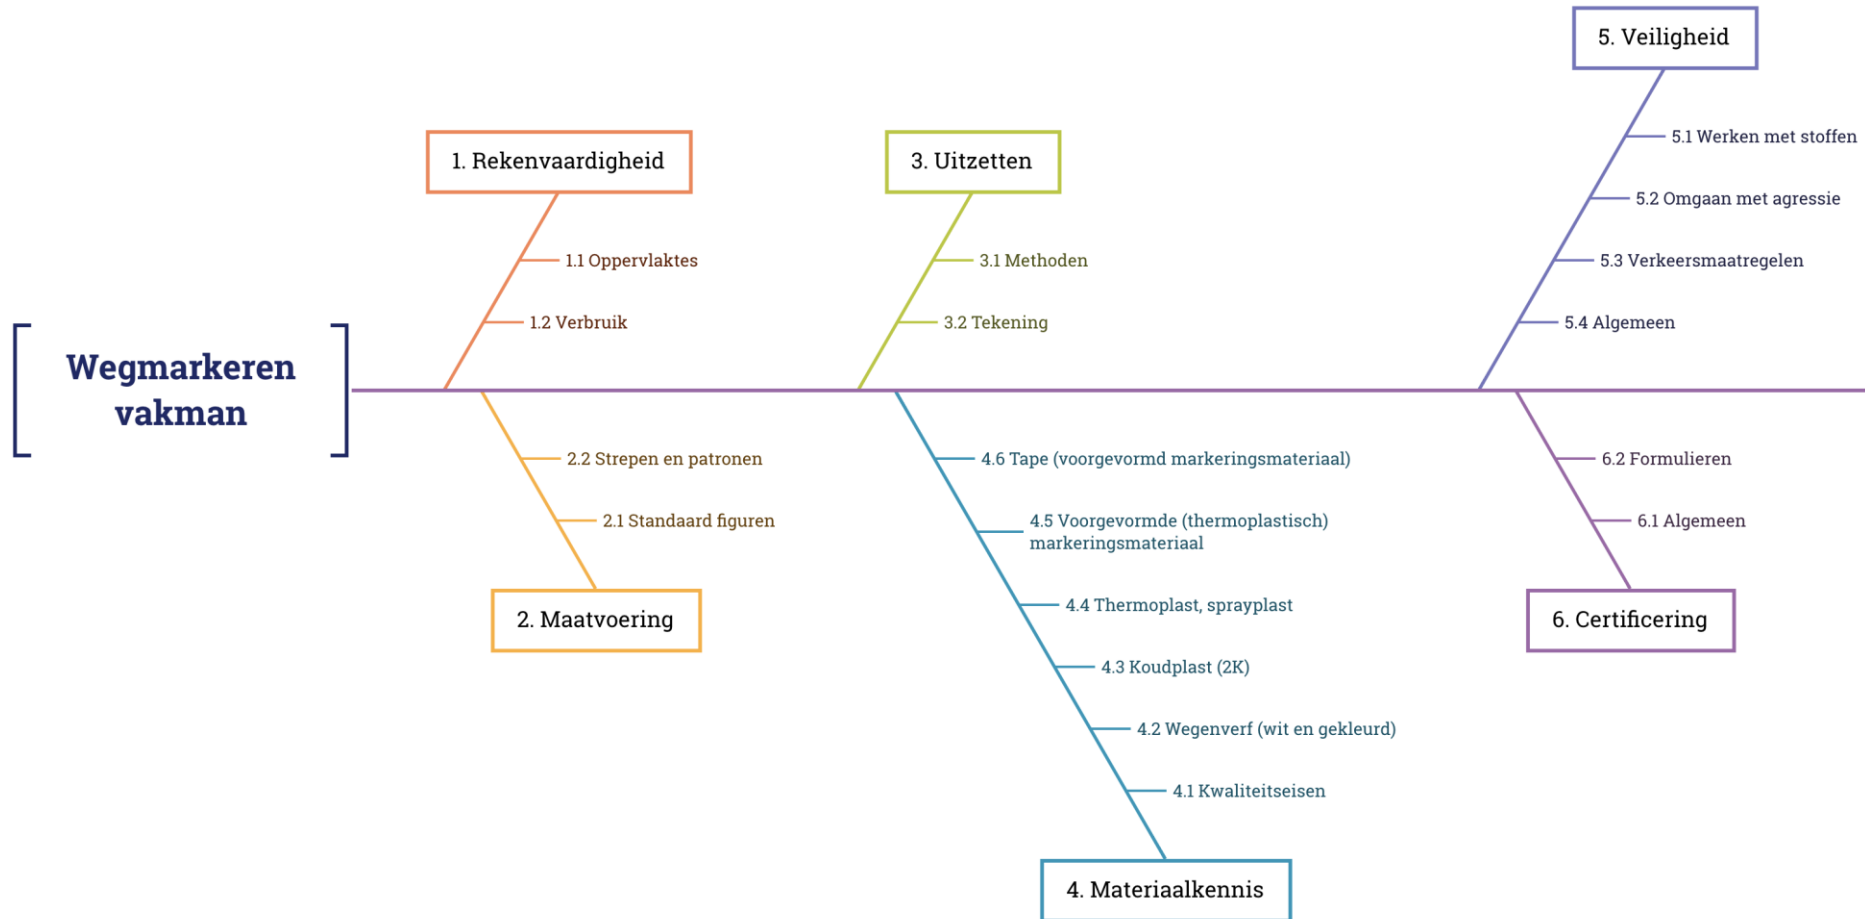 Wegmarkeren
vakman
1. Rekenvaardigheid
1.1 Oppervlaktes
1.2 Verbruik
2.2 Strepen en patronen
2.1 Standaard figuren
2. Maatvoering
3. Uitzetten
3.1 Methoden
3.2 Tekening
4.6 Tape (voorgevormd markeringsmateriaal)
4.5 Voorgevormde (thermoplastisch)
markeringsmateriaal
4.4 Thermoplast, sprayplast
4.3 Koudplast (2K)
4.2 Wegenverf (wit en gekleurd)
4.1 Kwaliteitseisen
4. Materiaalkennis
5. Veiligheid
5.1 Werken met stoffen
5.2 Omgaan met agressie
5.3 Verkeersmaatregelen
5.4 Algemeen
6.2 Formulieren
6.1 Algemeen
6. Certificering